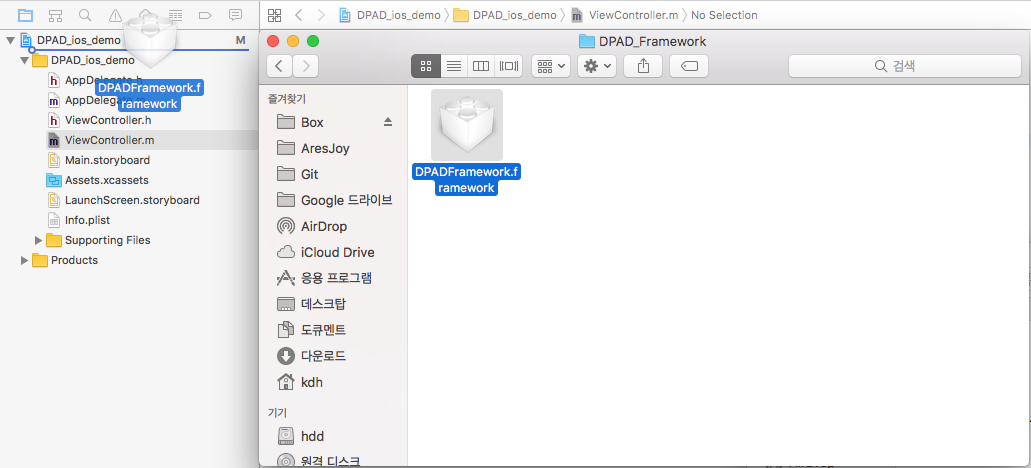 DPAD_ios_demo
M
DPAD_ios_demo
AppDelegate.h
AppDeleg
ViewController.h
ViewController.m
Main.storyboard
Assets.xcassets
LaunchScreen.storyboard
Info.plist
Supporting Files
Products
DPADFramework.f
ramework
DPAD_ios_demo
DPAD_ios_demo
ViewController.m
No Selection
DPAD_Framework
검색
즐겨찾기
Box
AresJoy
Git
Google 드라이브
AirDrop
iCloud Drive
응용 프로그램
데스크탑
도큐멘트
다운로드
kdh
기기
hdd
원격 디스크
DPADFramework.f
ramework
AirDrop